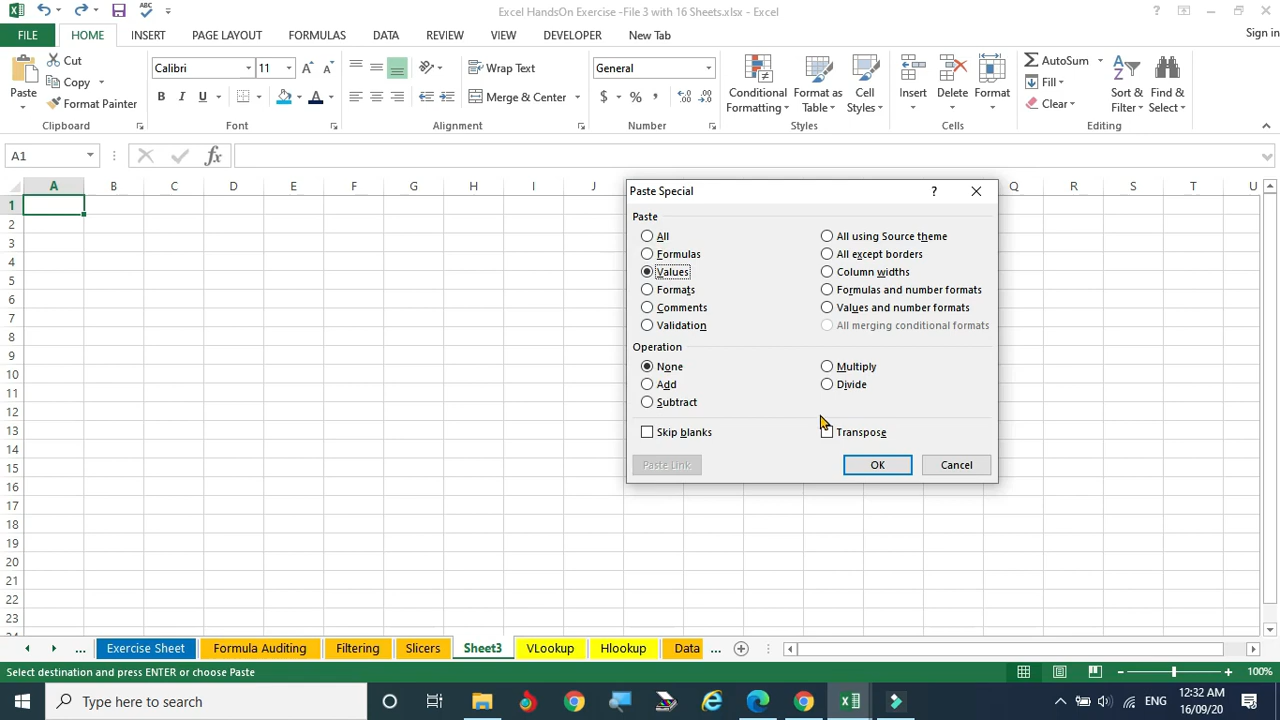 Excel HandsOn Exercise -File 3 with 16 Sheets.xlsx - Excel
FILE HOME INSERT PAGE LAYOUT FORMULAS DATA REVIEW VIEW DEVELOPER New Tab Sign in
Paste
Cut
Copy
Format Painter
Clipboard
Calibri 11
B I U
Font
Wrap Text
Merge & Center
Alignment
General
$ % ,
Number
Conditional Formatting
Format as Table
Cell Styles
Styles
Insert Delete Format
Cells
AutoSum
Fill
Clear
Sort & Filter
Find & Select
Editing
A1 fx
A B C D E F G H I J Q R S T U
1
2
3
4
5
6
7
8
9
10
11
12
13
14
15
16
17
18
19
20
21
22
23
Paste Special ?
Paste
All All using Source theme
Formulas All except borders
Values Column widths
Formats Formulas and number formats
Comments Values and number formats
Validation All merging conditional formats
Operation
None Multiply
Add Divide
Subtract
Skip blanks Transpose
Paste Link OK Cancel
... Exercise Sheet Formula Auditing Filtering Slicers Sheet3 VLookup Hlookup Data ...
Select destination and press ENTER or choose Paste 100%
Type here to search ENG 12:32 AM
16/09/20